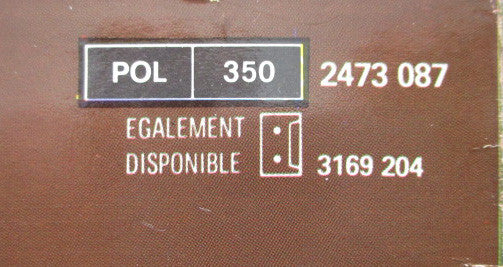 POL 350 2473 087
EGALEMENT
DISPONIBLE 3169 204